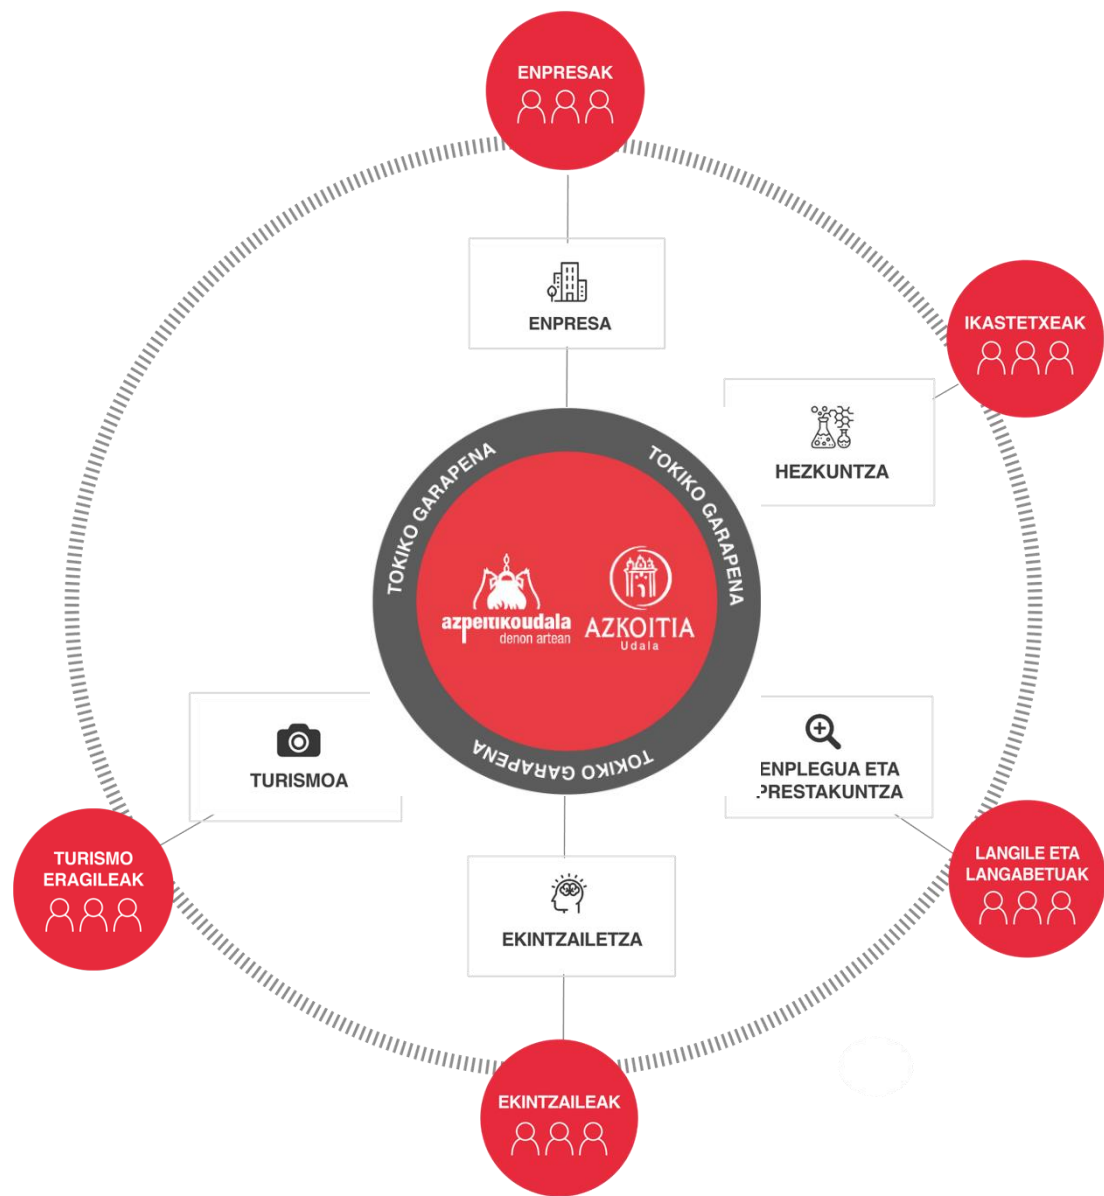 ENPRESAK
ENPRESA
IKASTETXEAK
HEZKUNTZA
TOKIKO GARAPENA
TOKIKO GARAPENA
azpeitikoudala
denon artean
AZKOITIA
Udala
TOKIKO GARAPENA
TURISMOA
ENPLEGUA ETA
PRESTAKUNTZA
TURISMO
ERAGILEAK
LANGILE ETA
LANGABETUAK
EKINTZAILETZA
EKINTZAILEAK